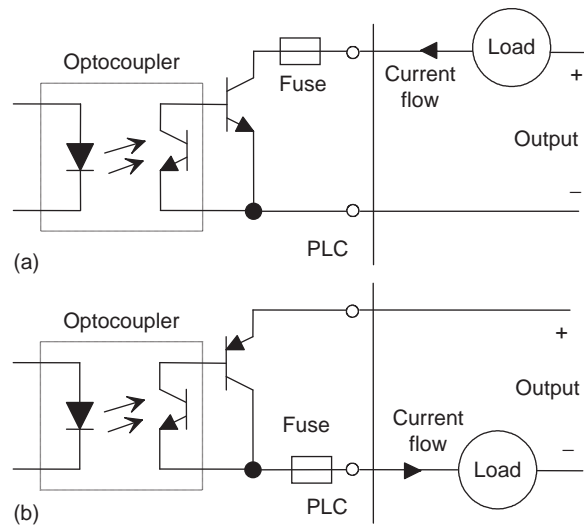 Optocoupler
Fuse
Current
flow
Load
+
Output
−
PLC
(a)
Optocoupler
+
Output
Fuse
Current
flow
−
Load
PLC
(b)